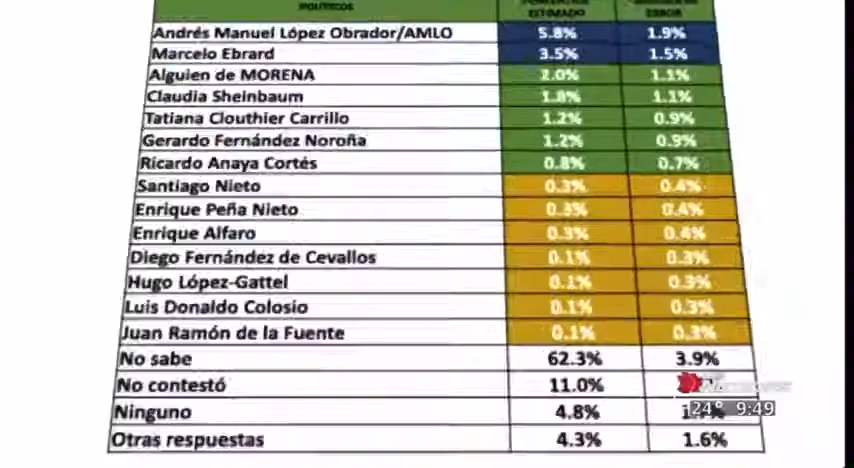 POLÍTICOS PORCENTAJE ESTIMADO ERROR
Andrés Manuel López Obrador/AMLO 5.8% 1.9%
Marcelo Ebrard 3.5% 1.5%
Alguien de MORENA 2.0% 1.1%
Claudia Sheinbaum 1.8% 1.1%
Tatiana Clouthier Carrillo 1.2% 0.9%
Gerardo Fernández Noroña 1.2% 0.9%
Ricardo Anaya Cortés 0.8% 0.7%
Santiago Nieto 0.3% 0.4%
Enrique Peña Nieto 0.3% 0.4%
Enrique Alfaro 0.3% 0.4%
Diego Fernández de Cevallos 0.1% 0.3%
Hugo López-Gattel 0.1% 0.3%
Luis Donaldo Colosio 0.1% 0.3%
Juan Ramón de la Fuente 0.1% 0.3%
No sabe 62.3% 3.9%
No contestó 11.0%
Ninguno 4.8%
24° 9:49
Otras respuestas 4.3% 1.6%